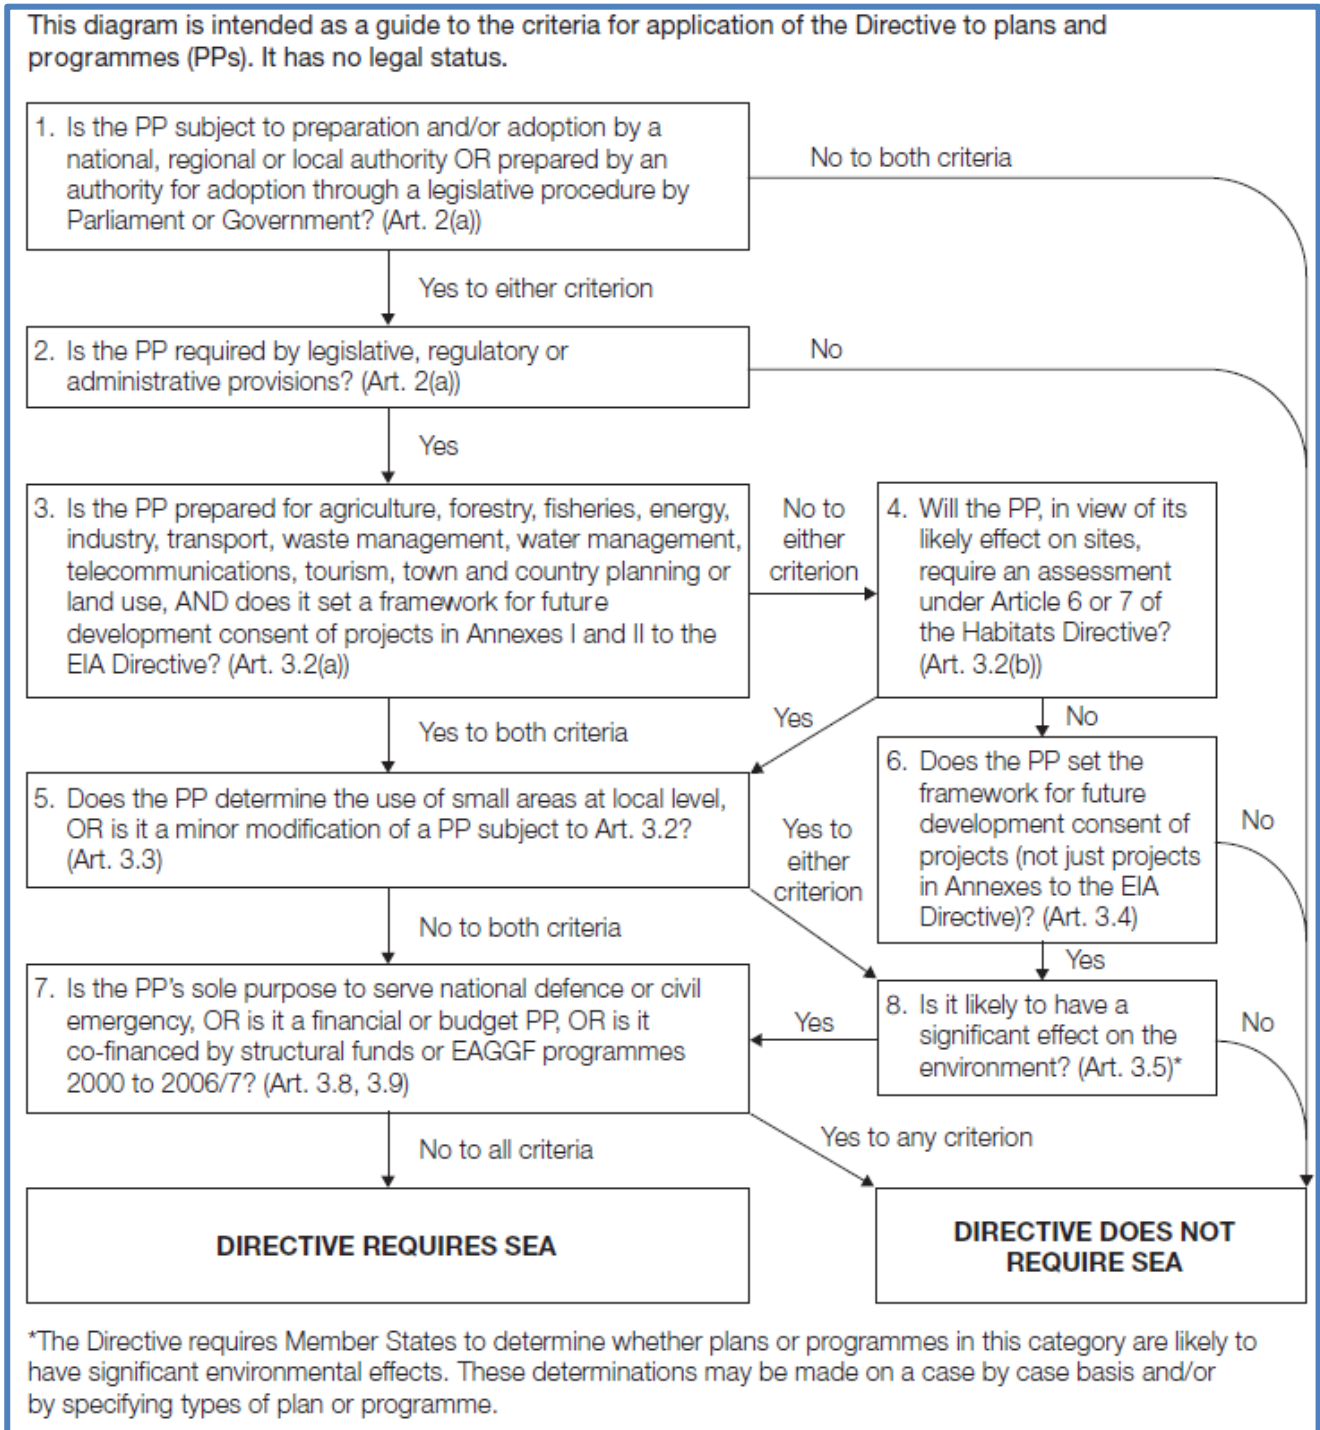 This diagram is intended as a guide to the criteria for application of the Directive to plans and
programmes (PPs). It has no legal status.
1. Is the PP subject to preparation and/or adoption by a
national, regional or local authority OR prepared by an
authority for adoption through a legislative procedure by
Parliament or Government? (Art. 2(a))
No to both criteria
Yes to either criterion
2. Is the PP required by legislative, regulatory or
administrative provisions? (Art. 2(a))
No
Yes
3. Is the PP prepared for agriculture, forestry, fisheries, energy,
industry, transport, waste management, water management,
telecommunications, tourism, town and country planning or
land use, AND does it set a framework for future
development consent of projects in Annexes I and II to the
EIA Directive? (Art. 3.2(a))
No to
either
criterion
4. Will the PP, in view of its
likely effect on sites,
require an assessment
under Article 6 or 7 of
the Habitats Directive?
(Art. 3.2(b))
Yes to both criteria
Yes
No
5. Does the PP determine the use of small areas at local level,
OR is it a minor modification of a PP subject to Art. 3.2?
(Art. 3.3)
Yes to
either
criterion
6. Does the PP set the
framework for future
development consent of
projects (not just projects
in Annexes to the EIA
Directive)? (Art. 3.4)
No
No to both criteria
Yes
7. Is the PP's sole purpose to serve national defence or civil
emergency, OR is it a financial or budget PP, OR is it
co-financed by structural funds or EAGGF programmes
2000 to 2006/7? (Art. 3.8, 3.9)
Yes
8. Is it likely to have a
significant effect on the
environment? (Art. 3.5)*
No
No to all criteria
Yes to any criterion
DIRECTIVE REQUIRES SEA
DIRECTIVE DOES NOT
REQUIRE SEA
*The Directive requires Member States to determine whether plans or programmes in this category are likely to
have significant environmental effects. These determinations may be made on a case by case basis and/or
by specifying types of plan or programme.